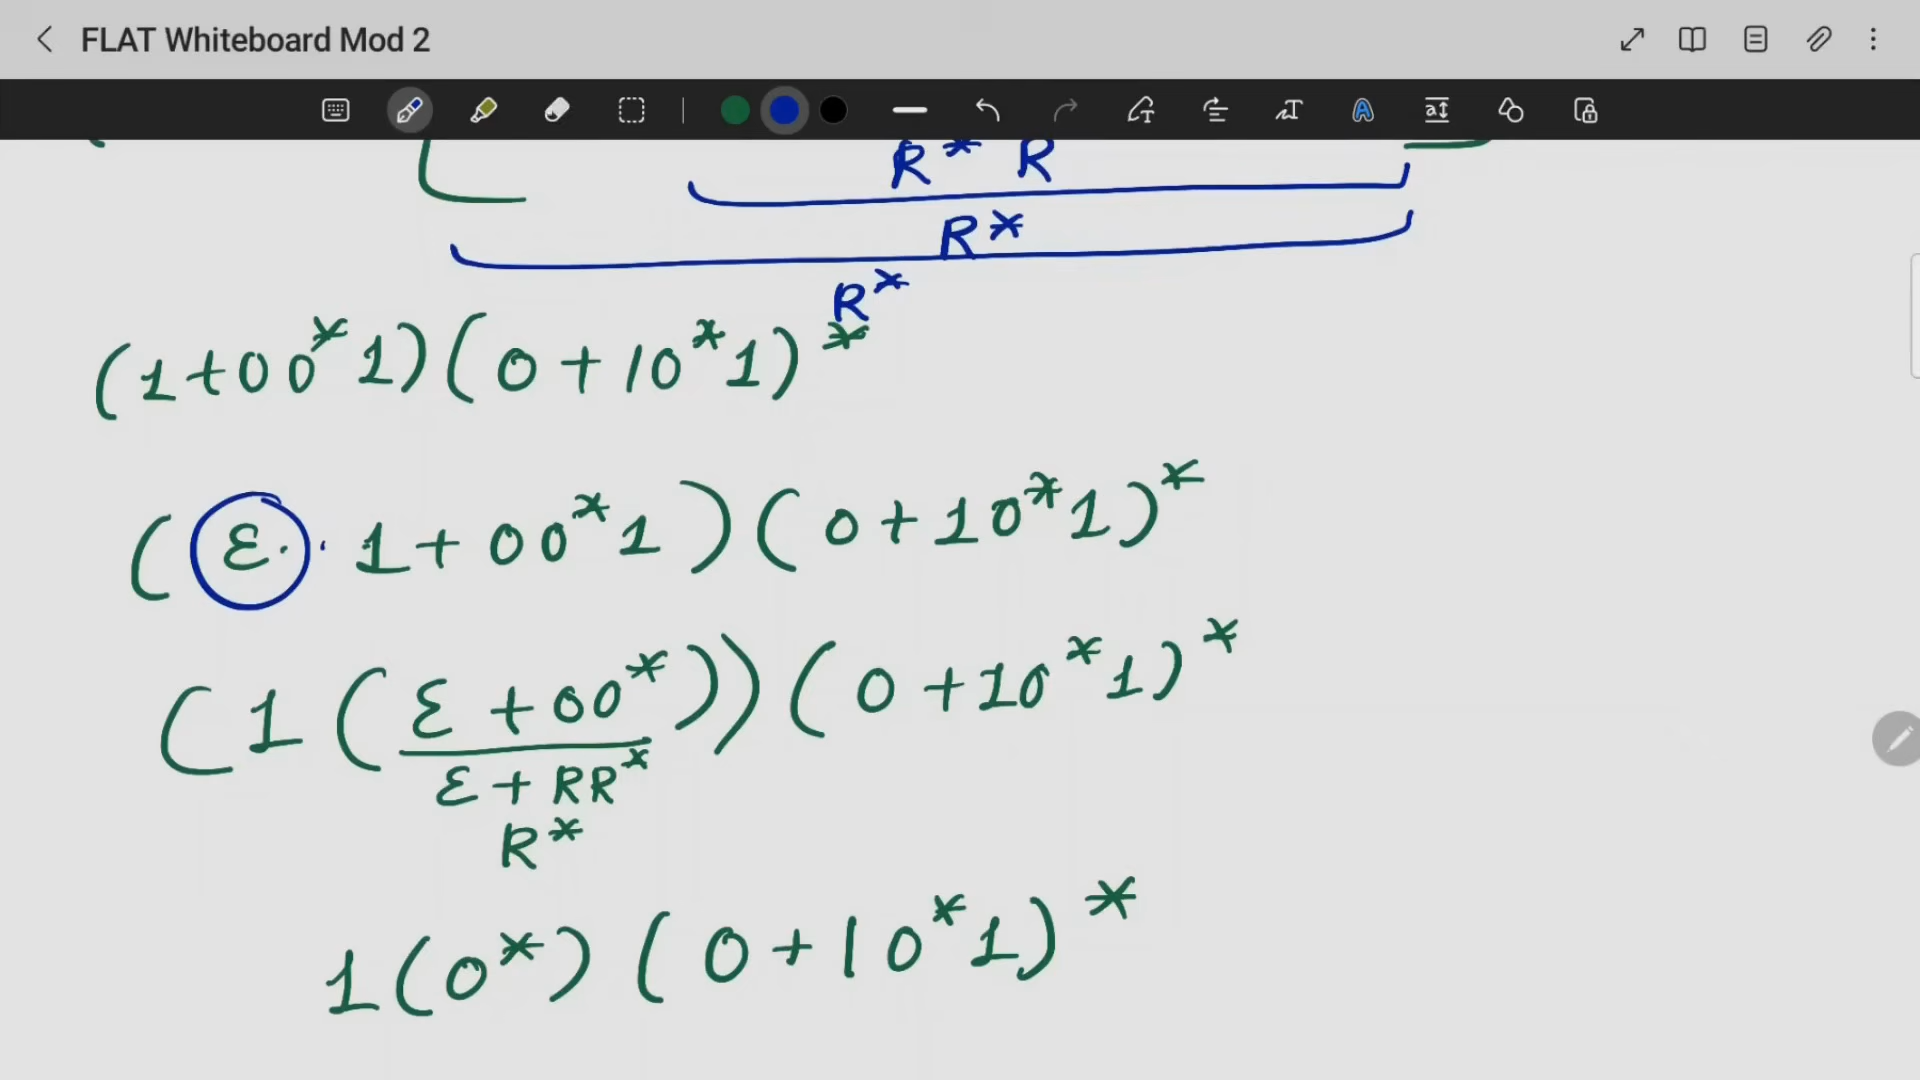 FLAT Whiteboard Mod 2
R* R
R*
R*
(1+00*1)(0+10*1)*
(ε· · 1+00*1)(0+10*1)*
(1(ε+00*))(0+10*1)*
ε+RR*
R*
1(0*)(0+10*1)*